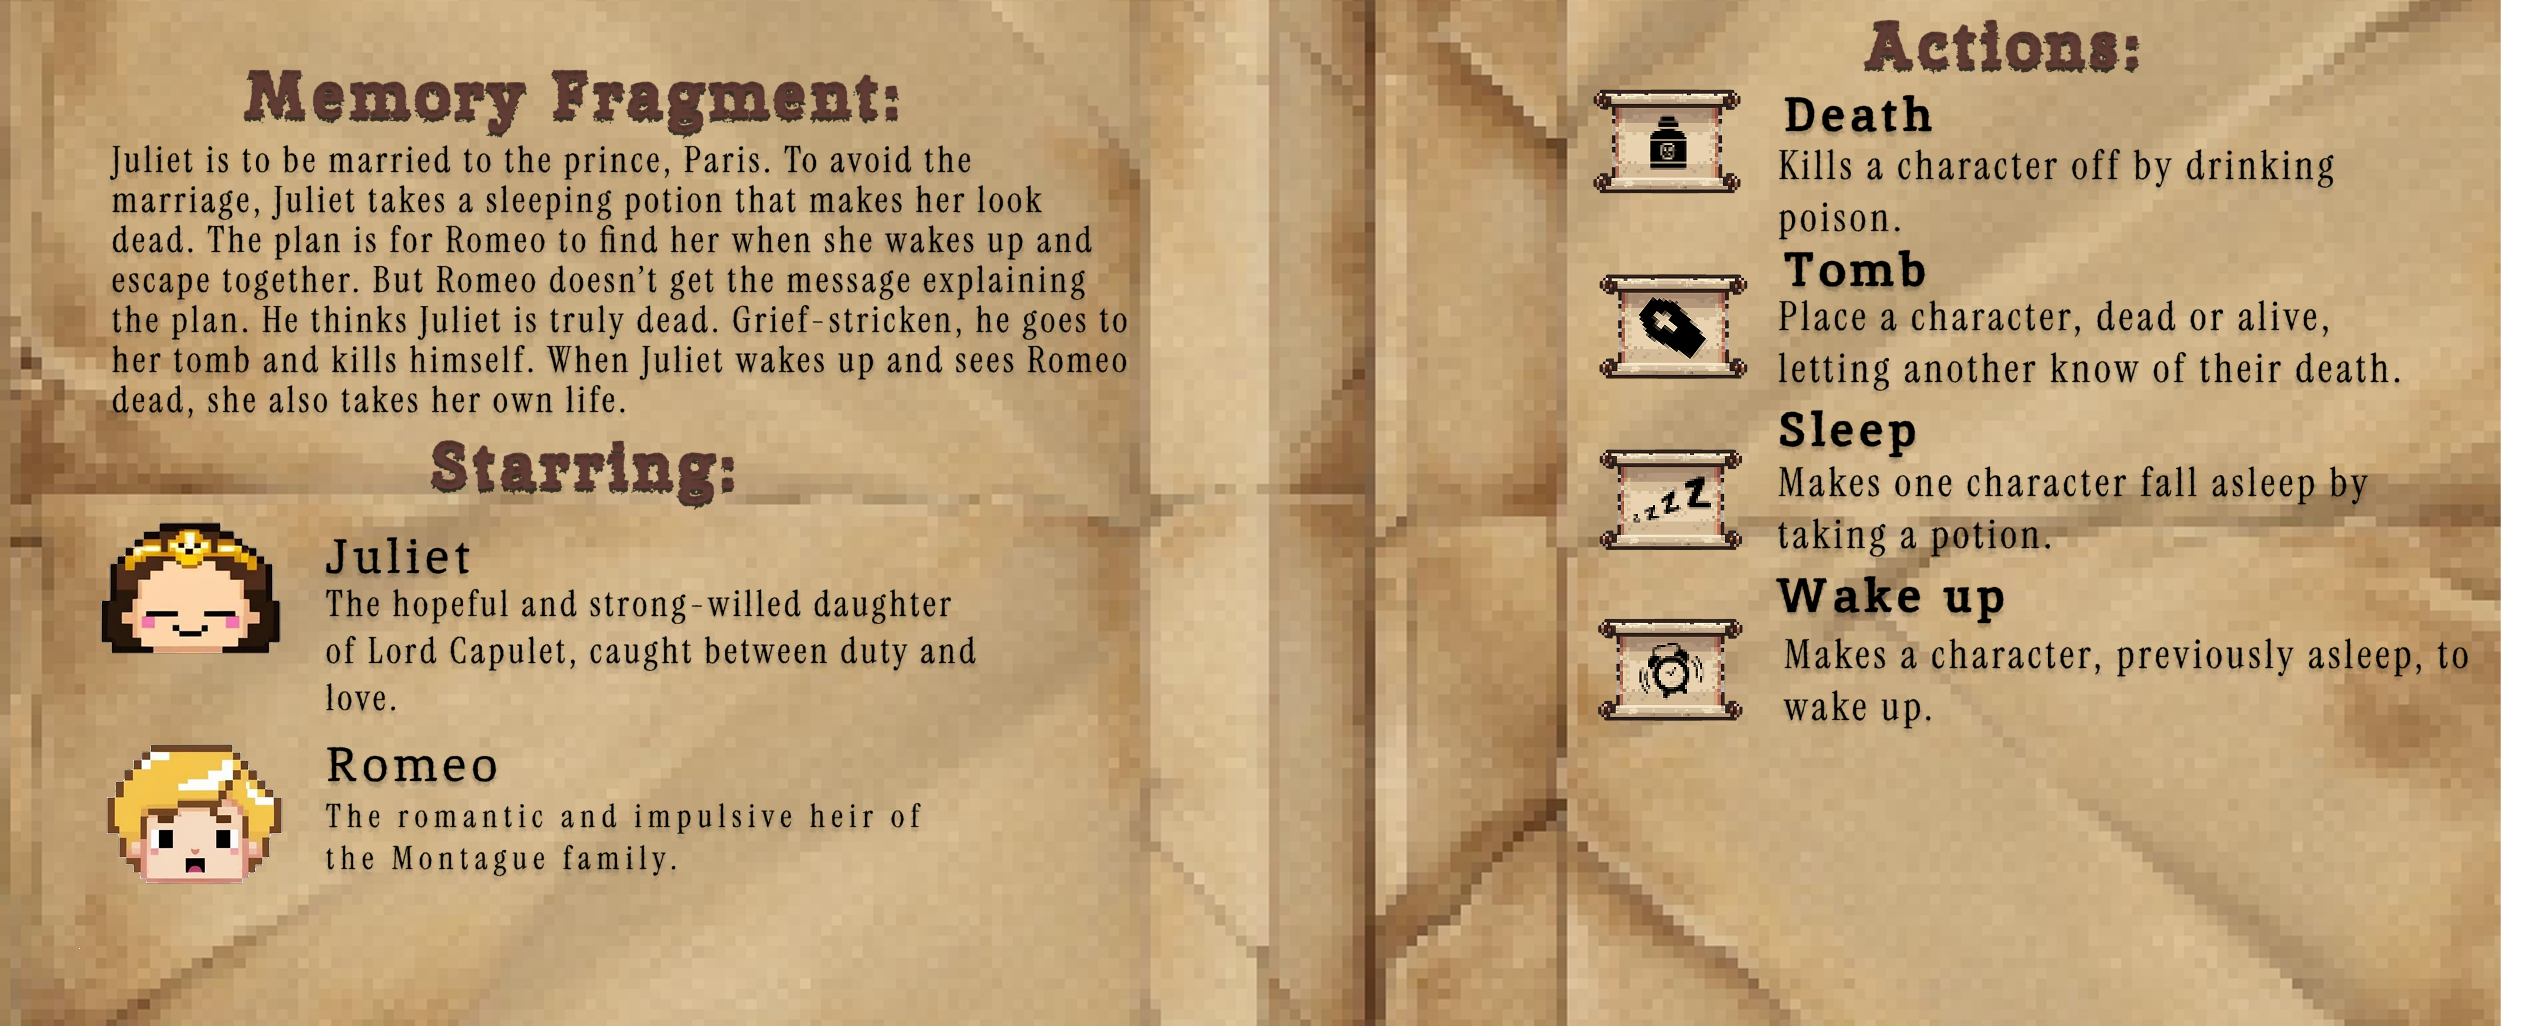 Memory Fragment:
Juliet is to be married to the prince, Paris. To avoid the
marriage, Juliet takes a sleeping potion that makes her look
dead. The plan is for Romeo to find her when she wakes up and
escape together. But Romeo doesn’t get the message explaining
the plan. He thinks Juliet is truly dead. Grief-stricken, he goes to
her tomb and kills himself. When Juliet wakes up and sees Romeo
dead, she also takes her own life.
Starring:
Juliet
The hopeful and strong-willed daughter
of Lord Capulet, caught between duty and
love.
Romeo
The romantic and impulsive heir of
the Montague family.
Actions:
Death
Kills a character off by drinking
poison.
Tomb
Place a character, dead or alive,
letting another know of their death.
Sleep
Makes one character fall asleep by
taking a potion.
zzzZ
Wake up
Makes a character, previously asleep, to
wake up.